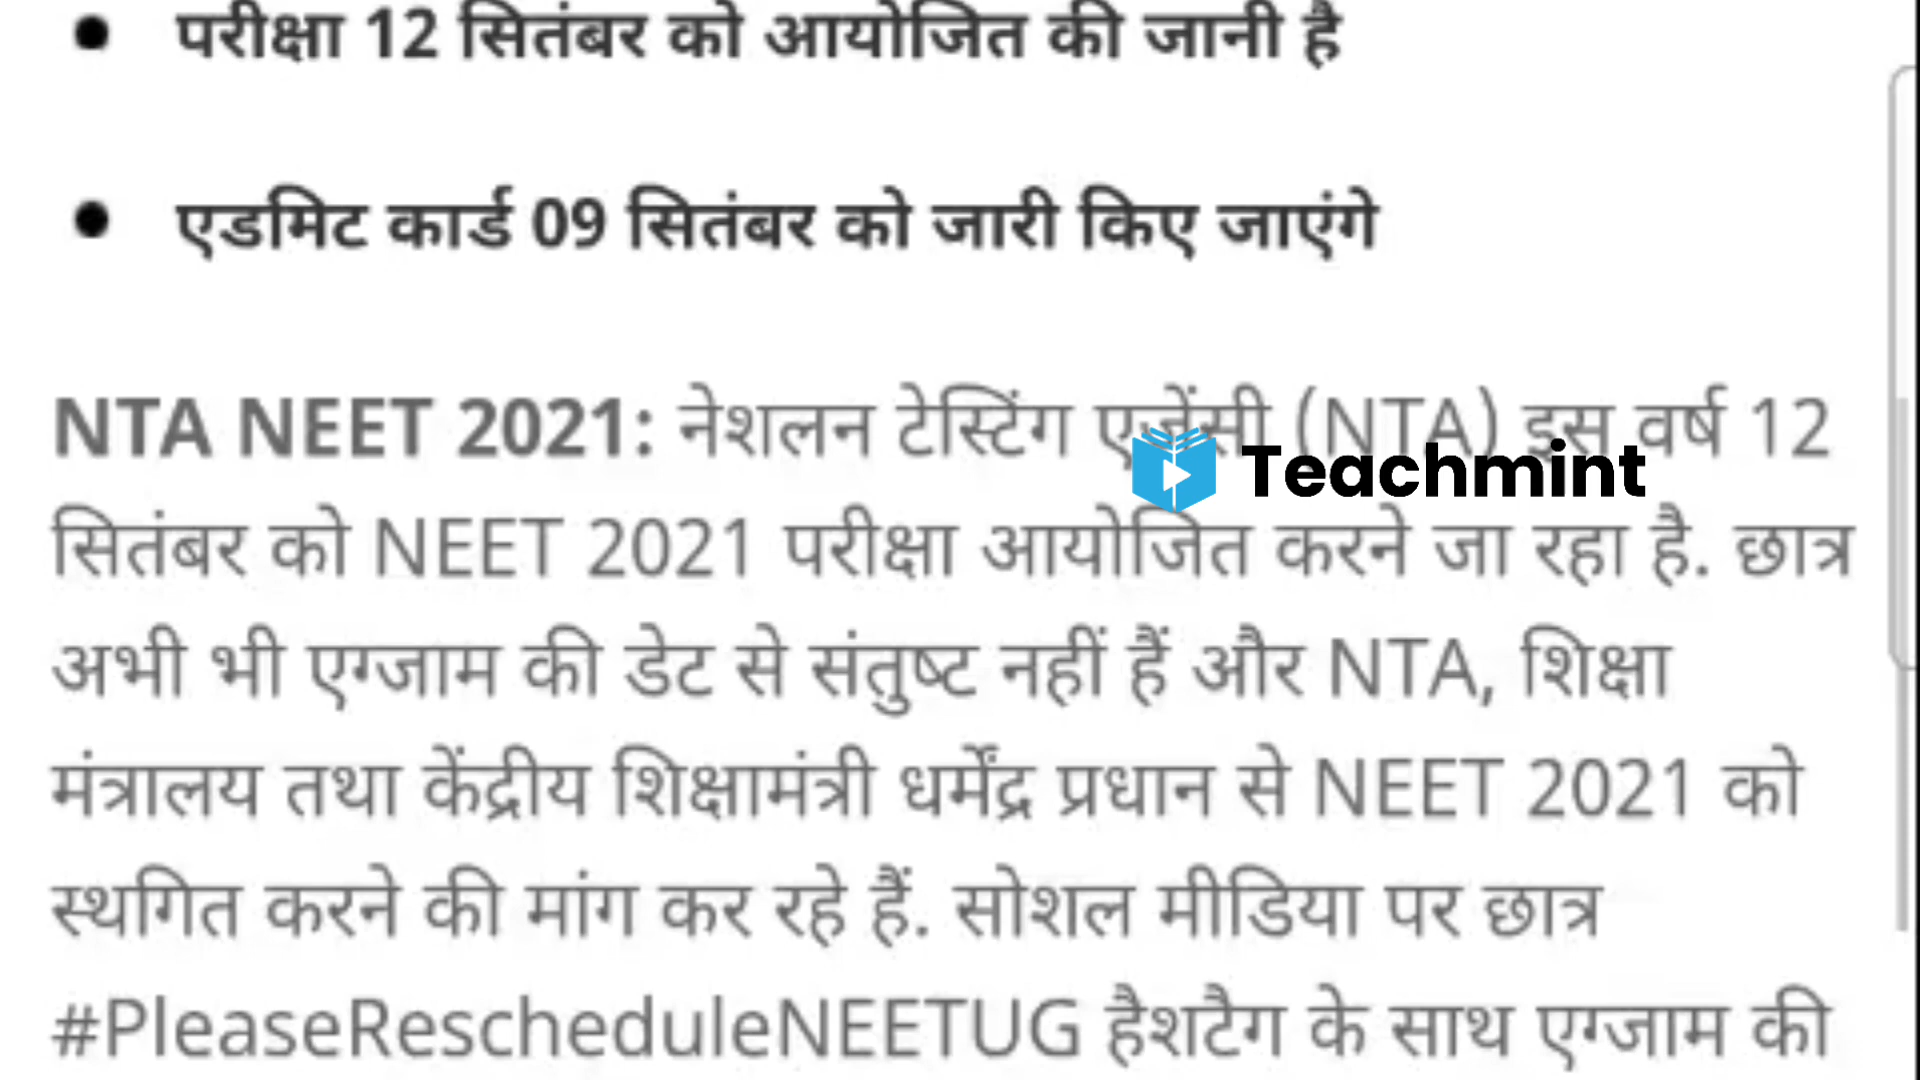 • परीक्षा 12 सितंबर को आयोजित की जानी है
• एडमिट कार्ड 09 सितंबर को जारी किए जाएंगे
NTA NEET 2021: नेशलन टेस्टिंग एजेंसी (NTA) इस वर्ष 12
Teachmint
सितंबर को NEET 2021 परीक्षा आयोजित करने जा रहा है. छात्र
अभी भी एग्जाम की डेट से संतुष्ट नहीं हैं और NTA, शिक्षा
मंत्रालय तथा केंद्रीय शिक्षामंत्री धर्मेंद्र प्रधान से NEET 2021 को
स्थगित करने की मांग कर रहे हैं. सोशल मीडिया पर छात्र
#PleaseRescheduleNEETUG हैशटैग के साथ एग्जाम की